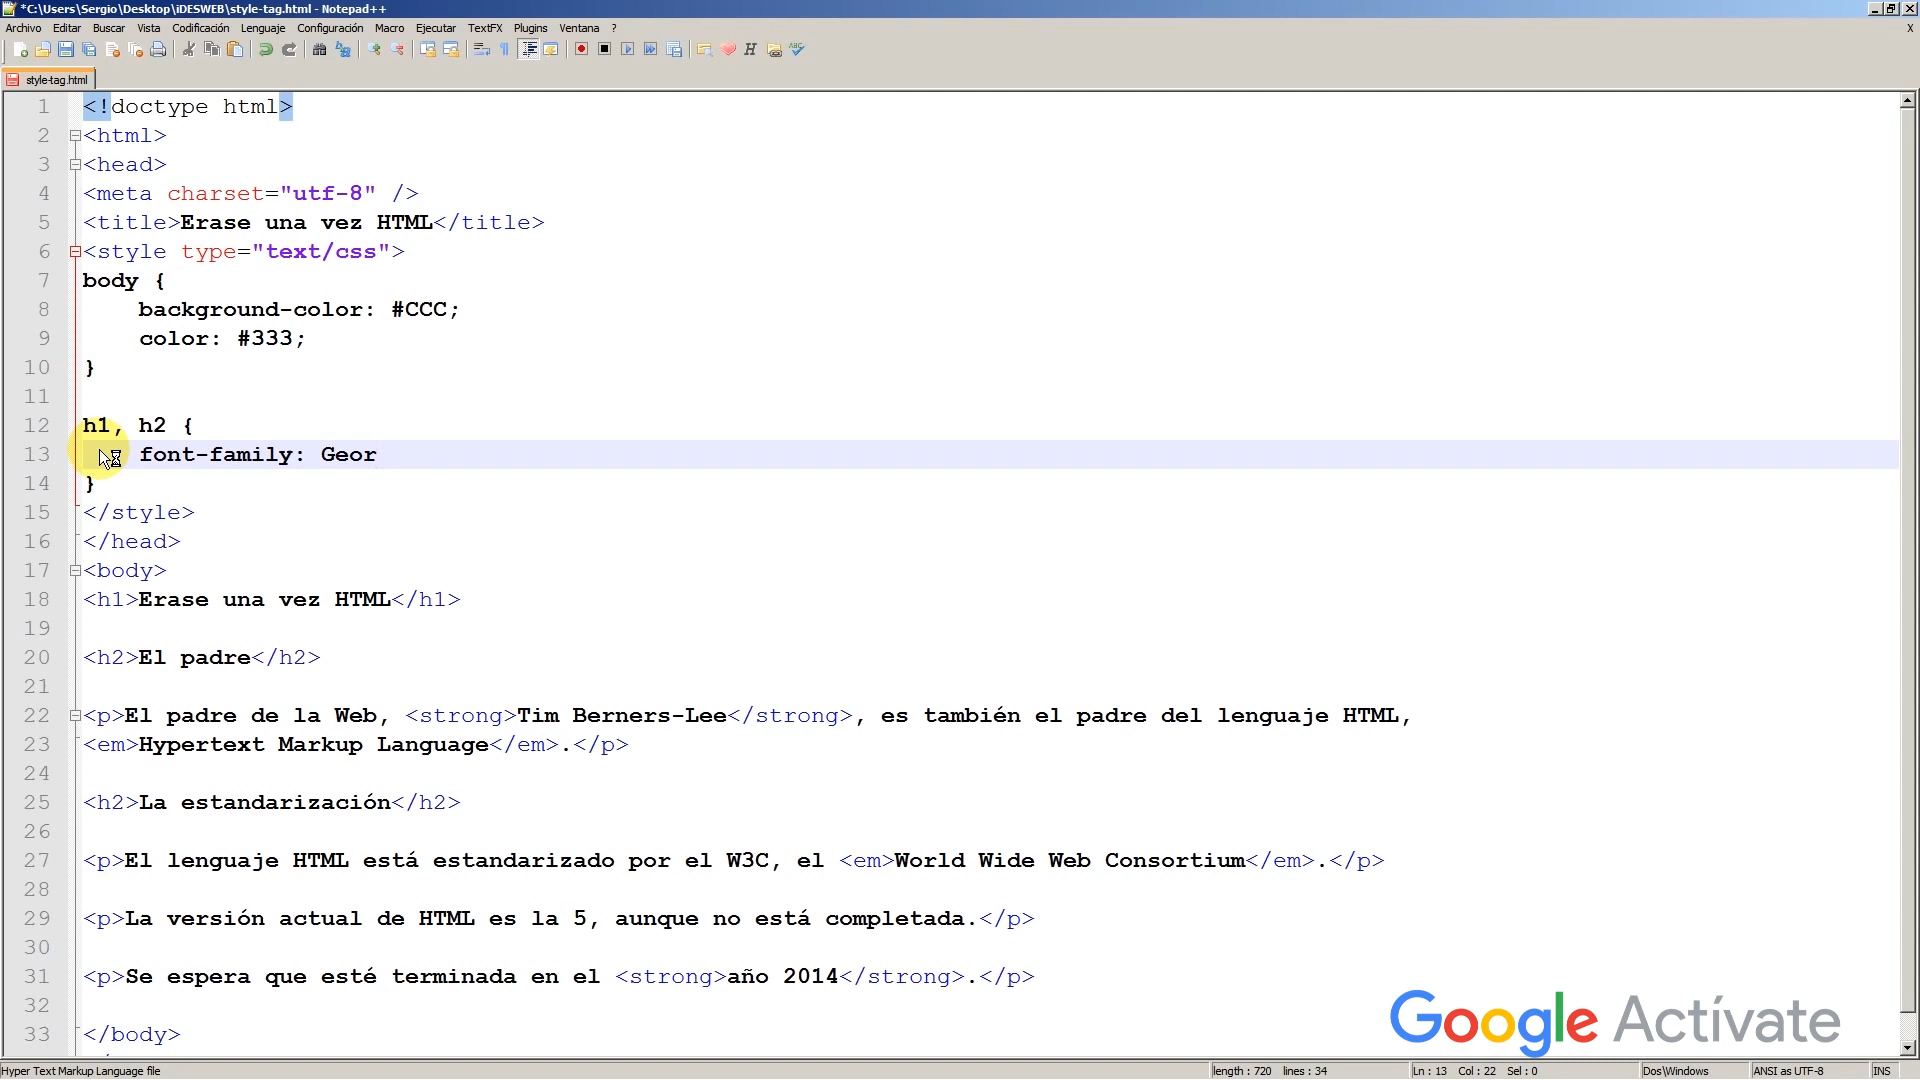 *C:\Users\Sergio\Desktop\iDESWEB\style-tag.html - Notepad++
Archivo Editar Buscar Vista Codificación Lenguaje Configuración Macro Ejecutar TextFX Plugins Ventana ? X
style-tag.html
1 <!doctype html>
2 <html>
3 <head>
4 <meta charset="utf-8" />
5 <title>Erase una vez HTML</title>
6 <style type="text/css">
7 body {
8 background-color: #CCC;
9 color: #333;
10 }
11
12 h1, h2 {
13 font-family: Geor
14 }
15 </style>
16 </head>
17 <body>
18 <h1>Erase una vez HTML</h1>
19
20 <h2>El padre</h2>
21
22 <p>El padre de la Web, <strong>Tim Berners-Lee</strong>, es también el padre del lenguaje HTML,
23 <em>Hypertext Markup Language</em>.</p>
24
25 <h2>La estandarización</h2>
26
27 <p>El lenguaje HTML está estandarizado por el W3C, el <em>World Wide Web Consortium</em>.</p>
28
29 <p>La versión actual de HTML es la 5, aunque no está completada.</p>
30
31 <p>Se espera que esté terminada en el <strong>año 2014</strong>.</p>
32
33 </body>
Google Actívate
Hyper Text Markup Language file length : 720 lines : 34 Ln : 13 Col : 22 Sel : 0 Dos\Windows ANSI as UTF-8 INS